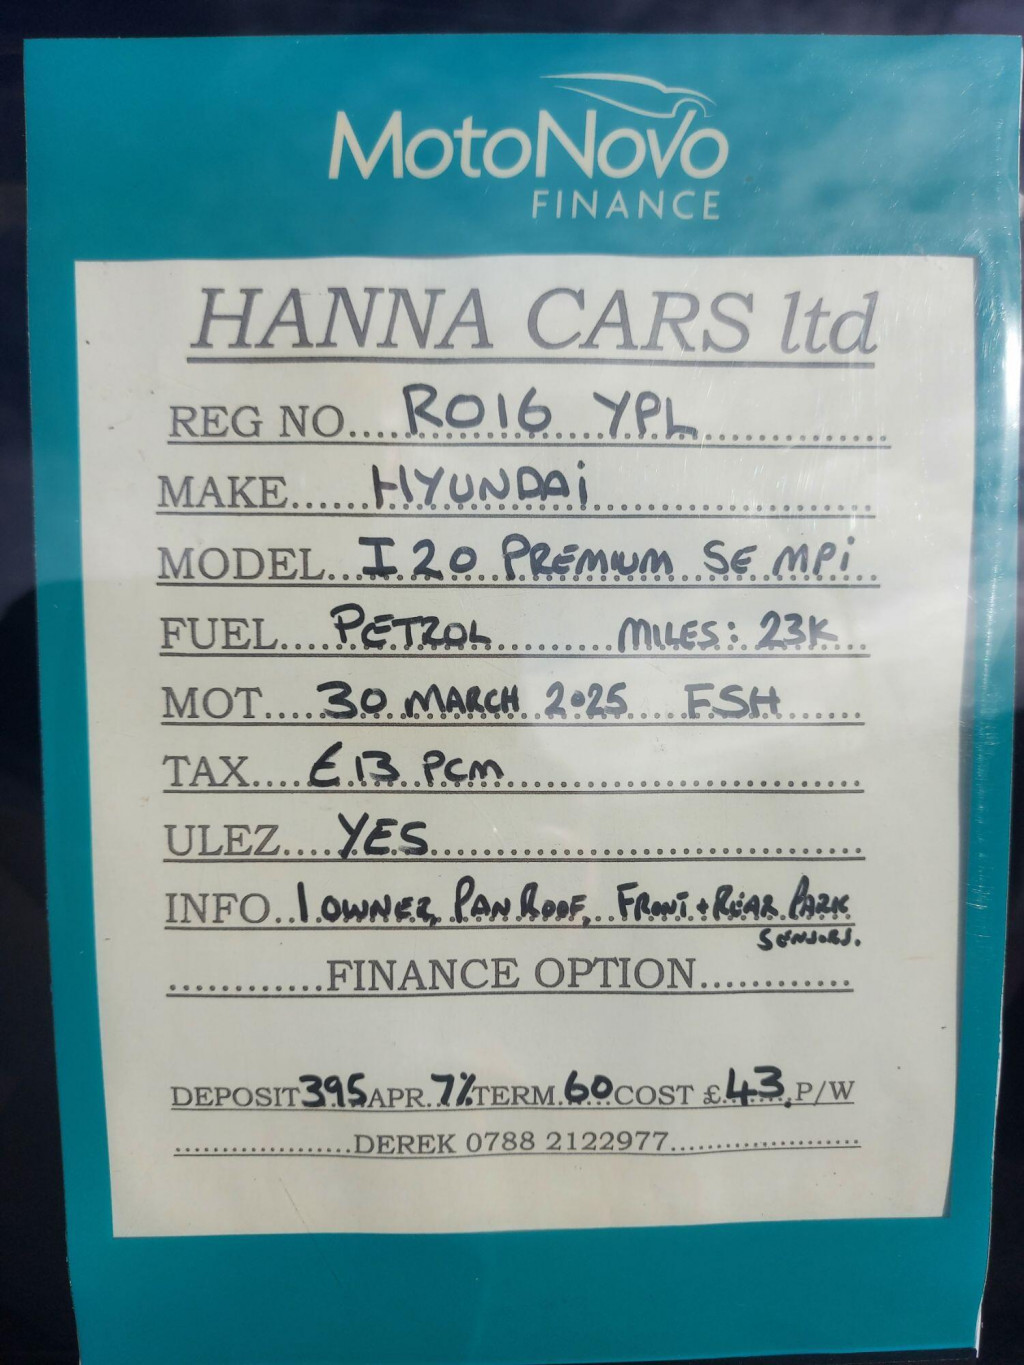 MotoNovo
FINANCE
HANNA CARS ltd
REG NO....RO16 YPL..............
MAKE......HYUNDAi......................
MODEL...I20 PREMIUM SE MPi
FUEL....PETROL..........MILES: 23K..
MOT....30 MARCH 2025....FSH......
TAX....£13 PCM..............................
ULEZ....YES...................................
INFO..1 OWNER, PAN ROOF, FRONT + REAR PARK
SENSORS.
............FINANCE OPTION............
DEPOSIT 395 APR..7% TERM.60 COST £.43.P/W
...................DEREK 0788 2122977....................